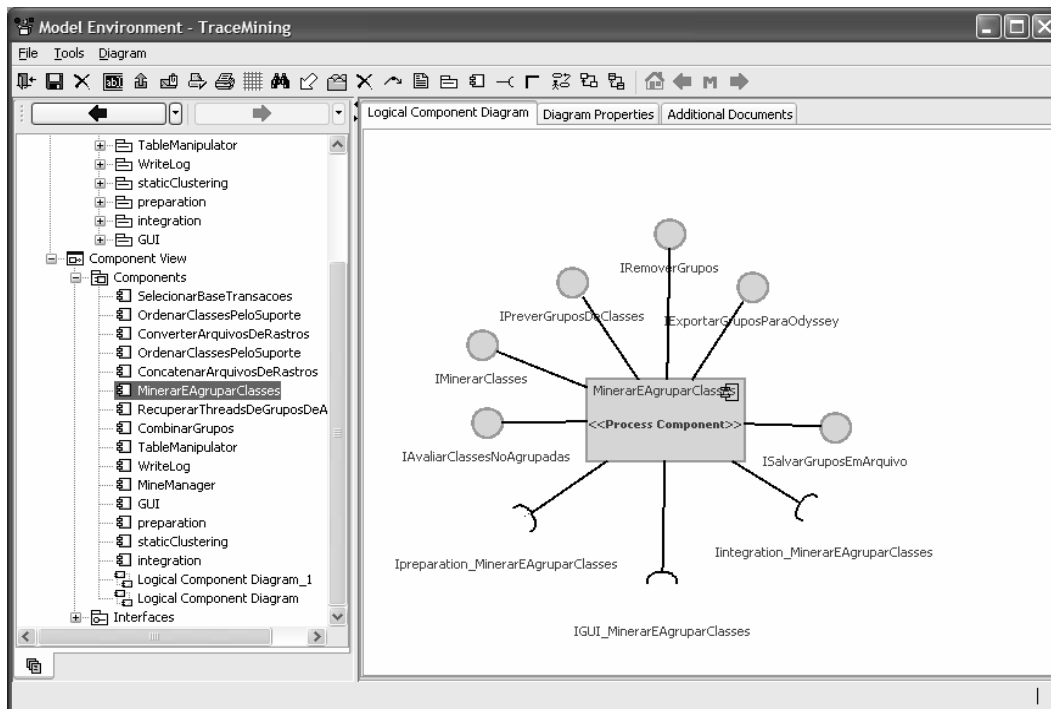 Model Environment - TraceMining
File Tools Diagram
Logical Component Diagram
Diagram Properties
Additional Documents
TableManipulator
WriteLog
staticClustering
preparation
integration
GUI
Component View
Components
SelecionarBaseTransacoes
OrdenarClassesPeloSuporte
ConverterArquivosDeRastros
OrdenarClassesPeloSuporte
ConcatenarArquivosDeRastros
MinerarEAgruparClasses
RecuperarThreadsDeGruposDeA
CombinarGrupos
TableManipulator
WriteLog
MineManager
GUI
preparation
staticClustering
integration
Logical Component Diagram_1
Logical Component Diagram
Interfaces
IRemoverGrupos
IPreverGruposDeClasses
IExportarGruposParaOdyssey
IMinerarClasses
MinerarEAgruparClasses
<<Process Component>>
IAvaliarClassesNoAgrupadas
ISalvarGruposEmArquivo
Ipreparation_MinerarEAgruparClasses
Iintegration_MinerarEAgruparClasses
IGUI_MinerarEAgruparClasses